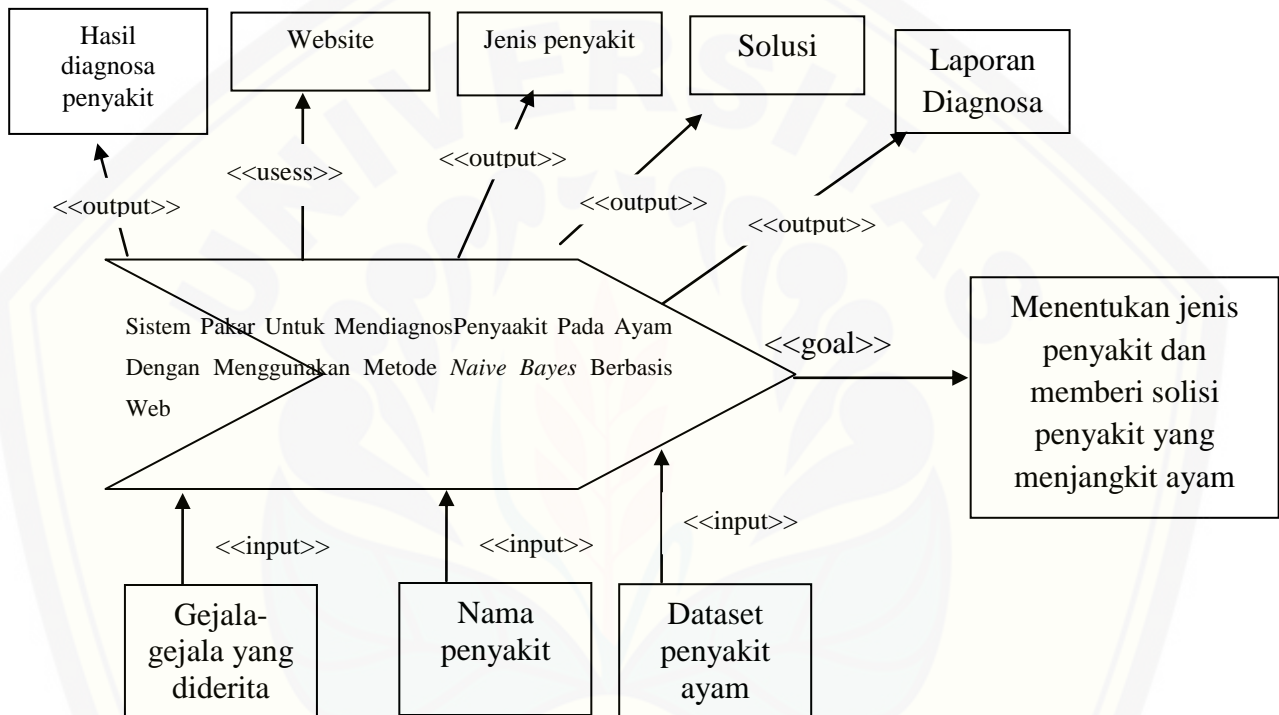 Hasil
diagnosa
penyakit
Website
Jenis penyakit
Solusi
Laporan
Diagnosa
<<output>>
<<usess>>
<<output>>
<<output>>
<<output>>
Sistem Pakar Untuk MendiagnosPenyaakit Pada Ayam
Dengan Menggunakan Metode Naive Bayes Berbasis
Web
<<goal>>
Menentukan jenis
penyakit dan
memberi solisi
penyakit yang
menjangkit ayam
<<input>>
<<input>>
<<input>>
Gejala-
gejala yang
diderita
Nama
penyakit
Dataset
penyakit
ayam
UNIVERSITAS